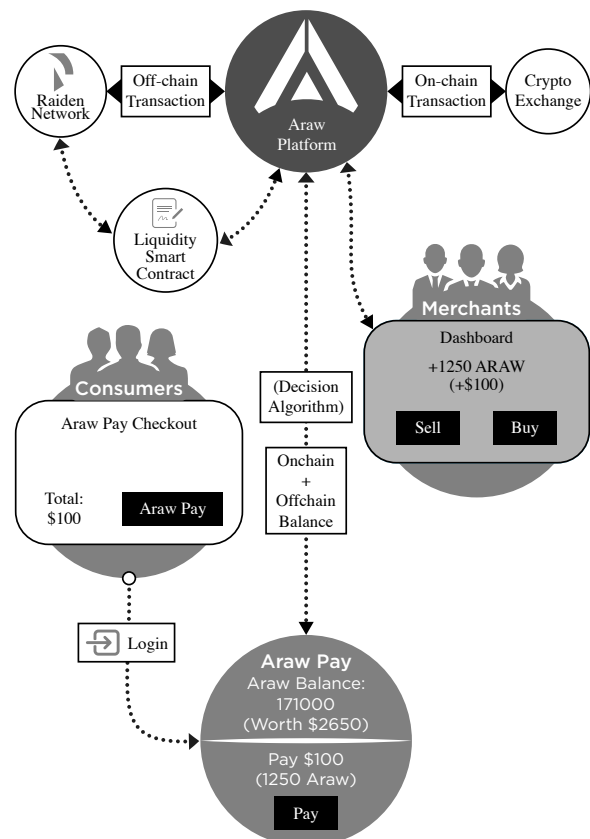 Raiden
Network
Off-chain
Transaction
Araw
Platform
On-chain
Transaction
Crypto
Exchange
Liquidity
Smart
Contract
Merchants
Dashboard
+1250 ARAW
(+$100)
Sell
Buy
Consumers
Araw Pay Checkout
Total:
$100
Araw Pay
(Decision
Algorithm)
Onchain
+
Offchain
Balance
Login
Araw Pay
Araw Balance:
171000
(Worth $2650)
Pay $100
(1250 Araw)
Pay